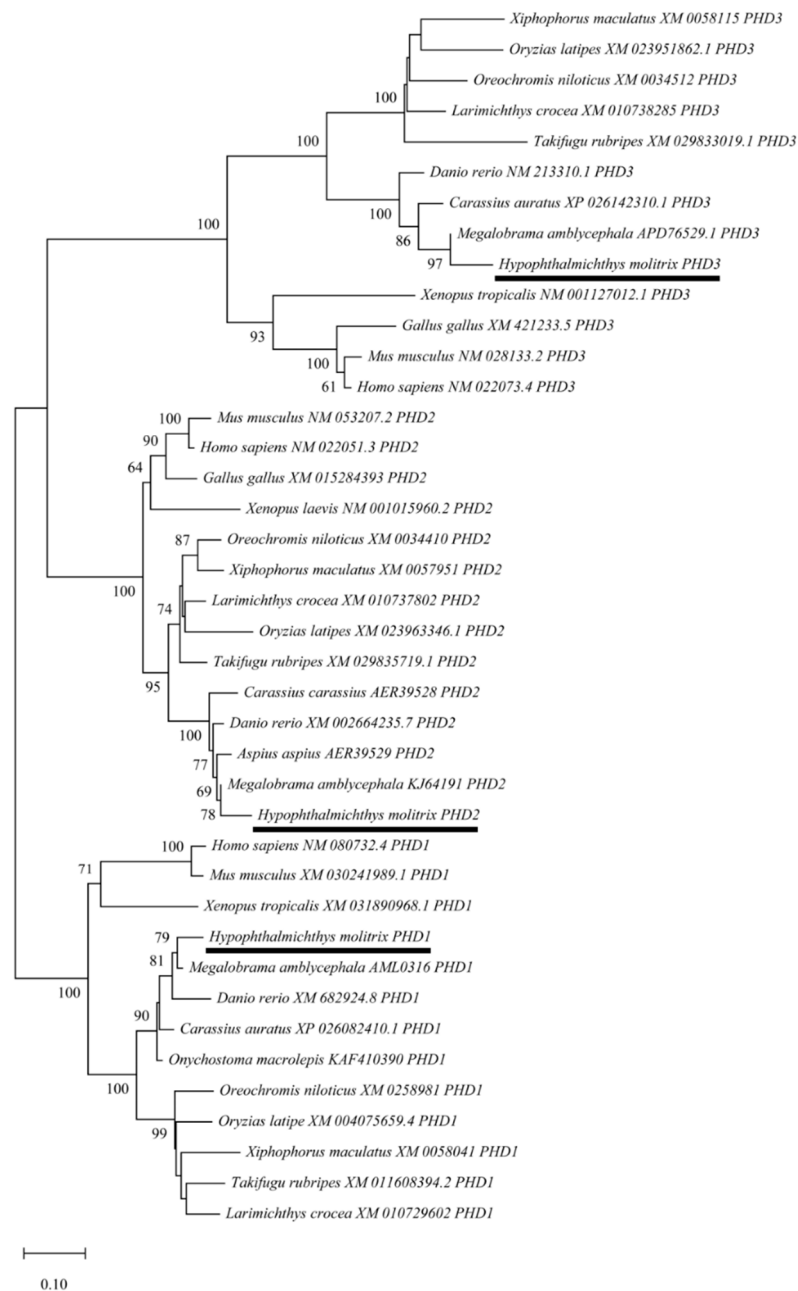 Xiphophorus maculatus XM 0058115 PHD3
Oryzias latipes XM 023951862.1 PHD3
Oreochromis niloticus XM 0034512 PHD3
100
Larimichthys crocea XM 010738285 PHD3
100
Takifugu rubripes XM 029833019.1 PHD3
Danio rerio NM 213310.1 PHD3
100
Carassius auratus XP 026142310.1 PHD3
100
86
Megalobrama amblycephala APD76529.1 PHD3
97
Hypophthalmichthys molitrix PHD3
Xenopus tropicalis NM 001127012.1 PHD3
93
Gallus gallus XM 421233.5 PHD3
100
Mus musculus NM 028133.2 PHD3
61
Homo sapiens NM 022073.4 PHD3
100
Mus musculus NM 053207.2 PHD2
90
Homo sapiens NM 022051.3 PHD2
64
Gallus gallus XM 015284393 PHD2
Xenopus laevis NM 001015960.2 PHD2
87
Oreochromis niloticus XM 0034410 PHD2
Xiphophorus maculatus XM 0057951 PHD2
100
74
Larimichthys crocea XM 010737802 PHD2
Oryzias latipes XM 023963346.1 PHD2
Takifugu rubripes XM 029835719.1 PHD2
95
Carassius carassius AER39528 PHD2
100
Danio rerio XM 002664235.7 PHD2
77
Aspius aspius AER39529 PHD2
69
Megalobrama amblycephala KJ64191 PHD2
78
Hypophthalmichthys molitrix PHD2
100
Homo sapiens NM 080732.4 PHD1
71
Mus musculus XM 030241989.1 PHD1
Xenopus tropicalis XM 031890968.1 PHD1
79
Hypophthalmichthys molitrix PHD1
81
Megalobrama amblycephala AML0316 PHD1
100
Danio rerio XM 682924.8 PHD1
90
Carassius auratus XP 026082410.1 PHD1
Onychostoma macrolepis KAF410390 PHD1
100
Oreochromis niloticus XM 0258981 PHD1
99
Oryzias latipe XM 004075659.4 PHD1
Xiphophorus maculatus XM 0058041 PHD1
Takifugu rubripes XM 011608394.2 PHD1
Larimichthys crocea XM 010729602 PHD1
0.10